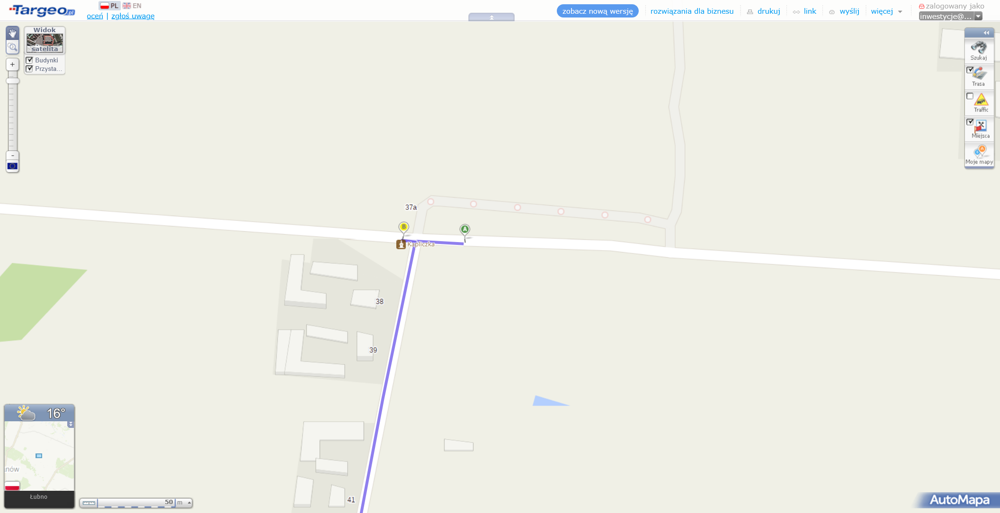 Targeo.pl
PL EN
oceń | zgłoś uwagę
zobacz nową wersję
rozwiązania dla biznesu
drukuj
link
wyślij
więcej
zalogowany jako
inwestycje@...
Widok
satelita
Budynki
Przysta...
+
-
Szukaj
Trasa
Traffic
Miejsca
Moje mapy
37a
B
A
Kapliczka
38
39
41
16°
anów
Łubno
50 m
AutoMapa